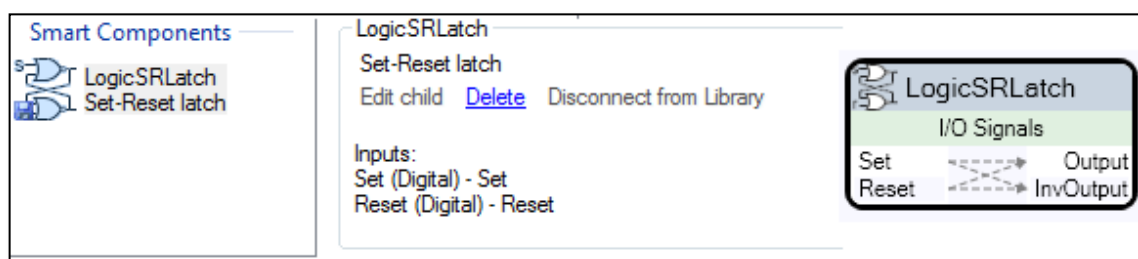 Smart Components
LogicSRLatch
Set-Reset latch
LogicSRLatch
Set-Reset latch
Edit child Delete Disconnect from Library
Inputs:
Set (Digital) - Set
Reset (Digital) - Reset
LogicSRLatch
I/O Signals
Set Output
Reset InvOutput